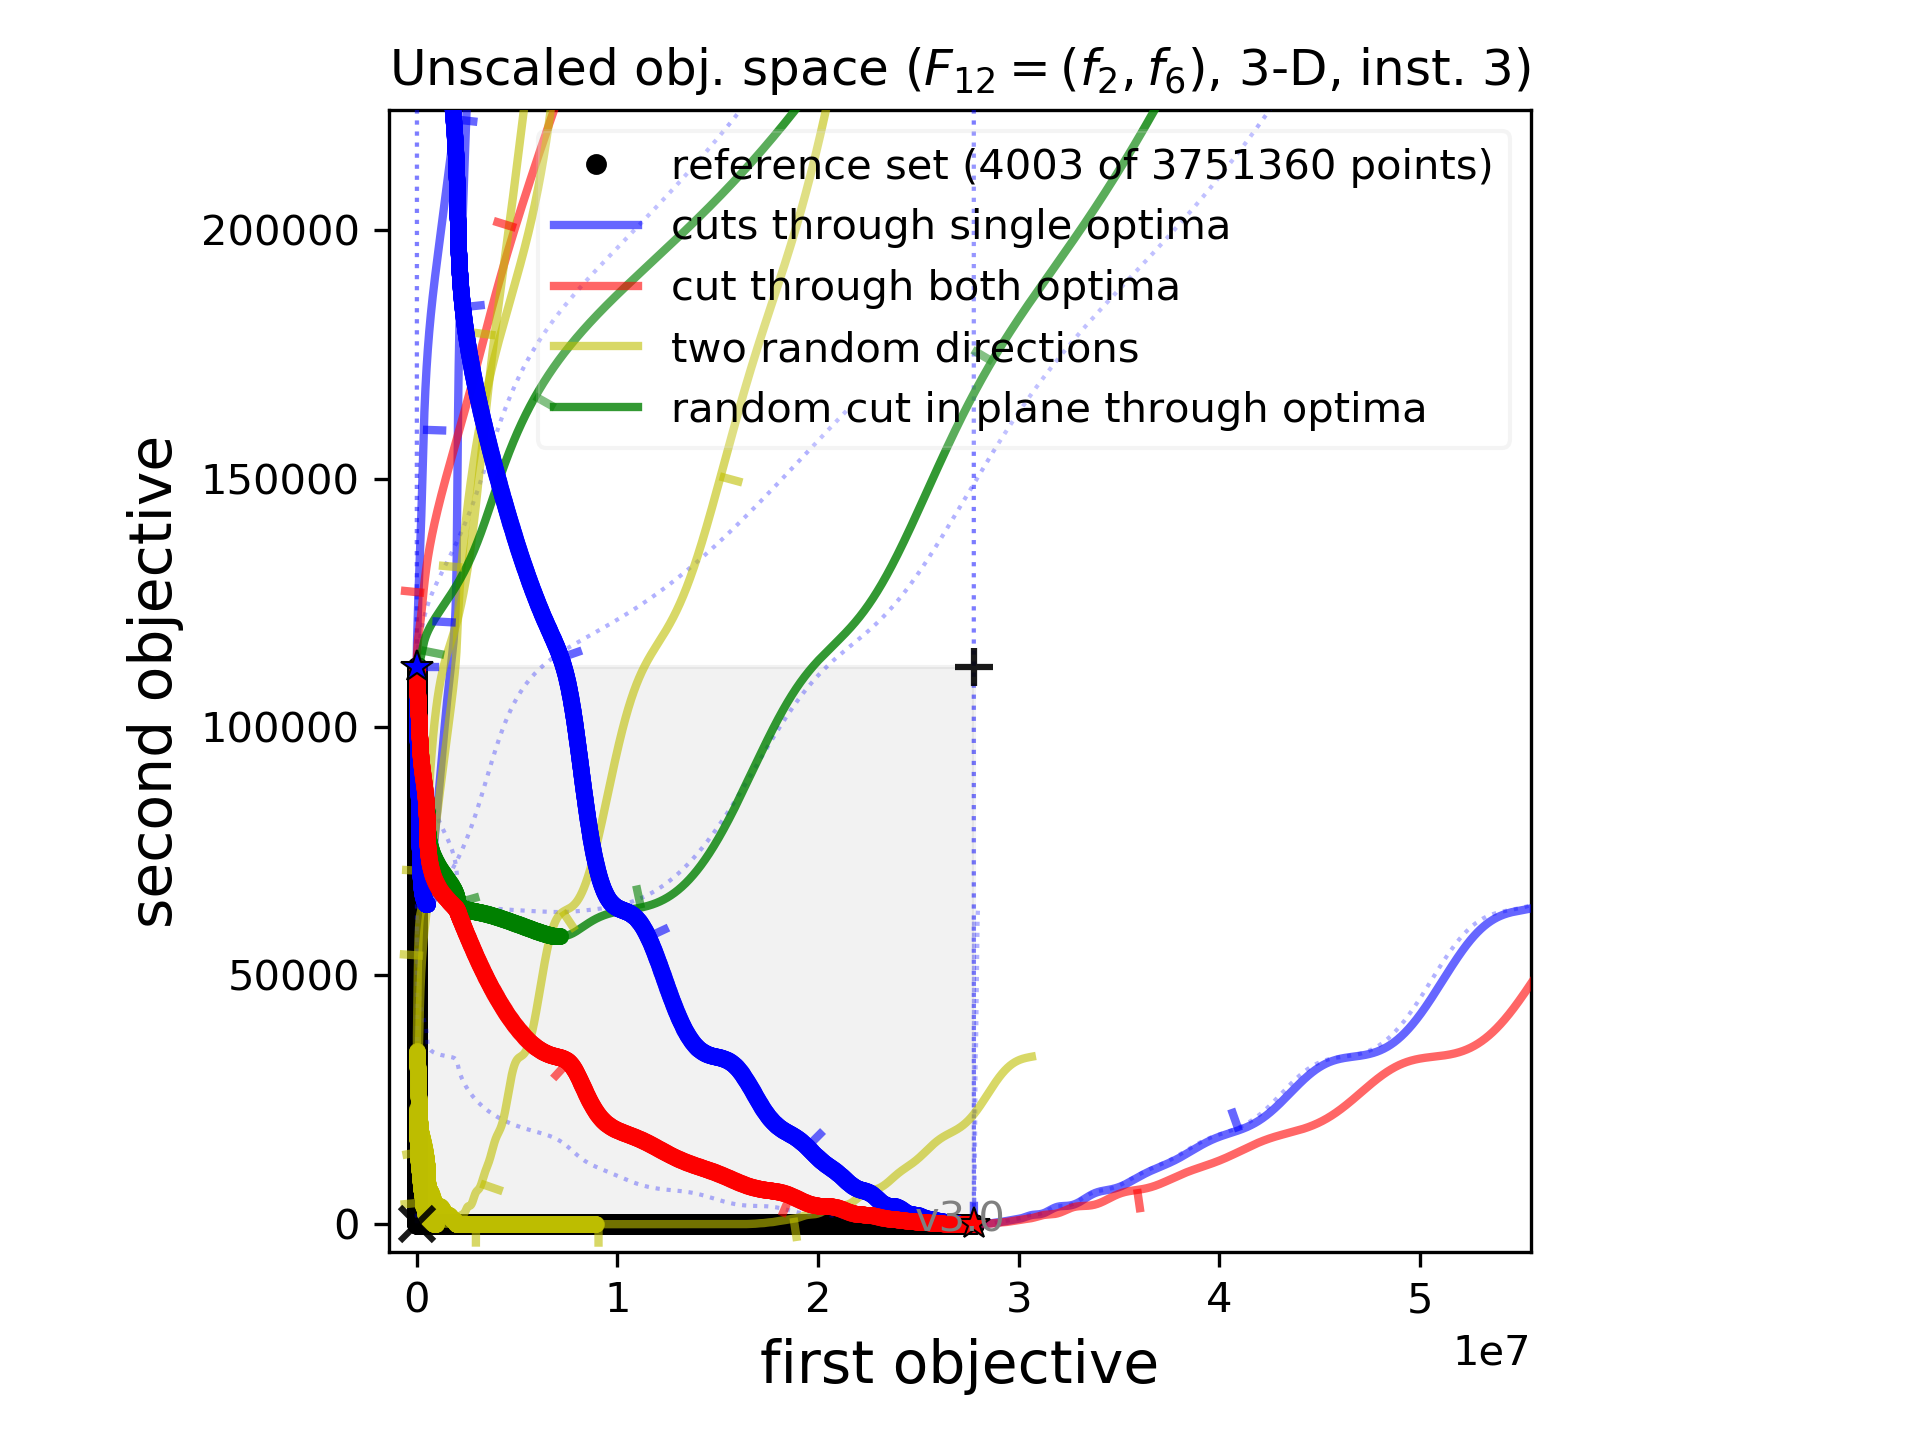 Unscaled obj. space (F₁₂ = (f₂, f₆), 3-D, inst. 3)
reference set (4003 of 3751360 points)
cuts through single optima
cut through both optima
two random directions
random cut in plane through optima
second objective
200000
150000
100000
50000
0
v3.0
0 1 2 3 4 5
1e7
first objective